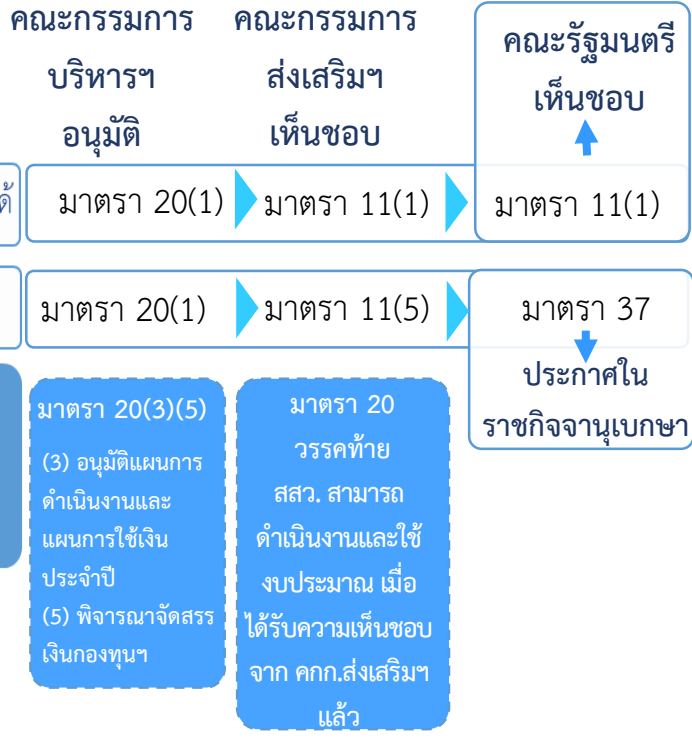 คณะกรรมการ
บริหารฯ
อนุมัติ
คณะกรรมการ
ส่งเสริมฯ
เห็นชอบ
คณะรัฐมนตรี
เห็นชอบ
มาตรา 20(1)
มาตรา 11(1)
มาตรา 11(1)
มาตรา 20(1)
มาตรา 11(5)
มาตรา 37
ประกาศใน
ราชกิจจานุเบกษา
มาตรา 20(3)(5)
(3) อนุมัติแผนการ
ดำเนินงานและ
แผนการใช้เงิน
ประจำปี
(5) พิจารณาจัดสรร
เงินกองทุนฯ
มาตรา 20
วรรคท้าย
สสว. สามารถ
ดำเนินงานและใช้
งบประมาณ เมื่อ
ได้รับความเห็นชอบ
จาก คกก.ส่งเสริมฯ
แล้ว